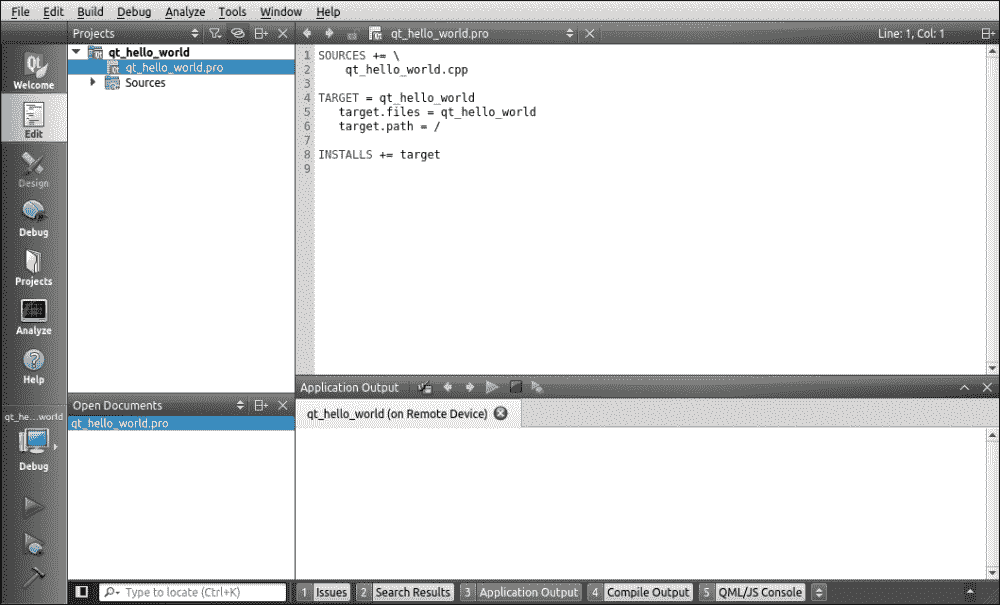 File Edit Build Debug Analyze Tools Window Help
Projects
qt_hello_world.pro
Line: 1, Col: 1
Welcome
Edit
Design
Debug
Projects
Analyze
Help
qt_he...world
Debug
qt_hello_world
qt_hello_world.pro
Sources
1 SOURCES += \
2 qt_hello_world.cpp
3
4 TARGET = qt_hello_world
5 target.files = qt_hello_world
6 target.path = /
7
8 INSTALLS += target
9
Open Documents
qt_hello_world.pro
Application Output
qt_hello_world (on Remote Device)
Type to locate (Ctrl+K)
1 Issues 2 Search Results 3 Application Output 4 Compile Output 5 QML/JS Console